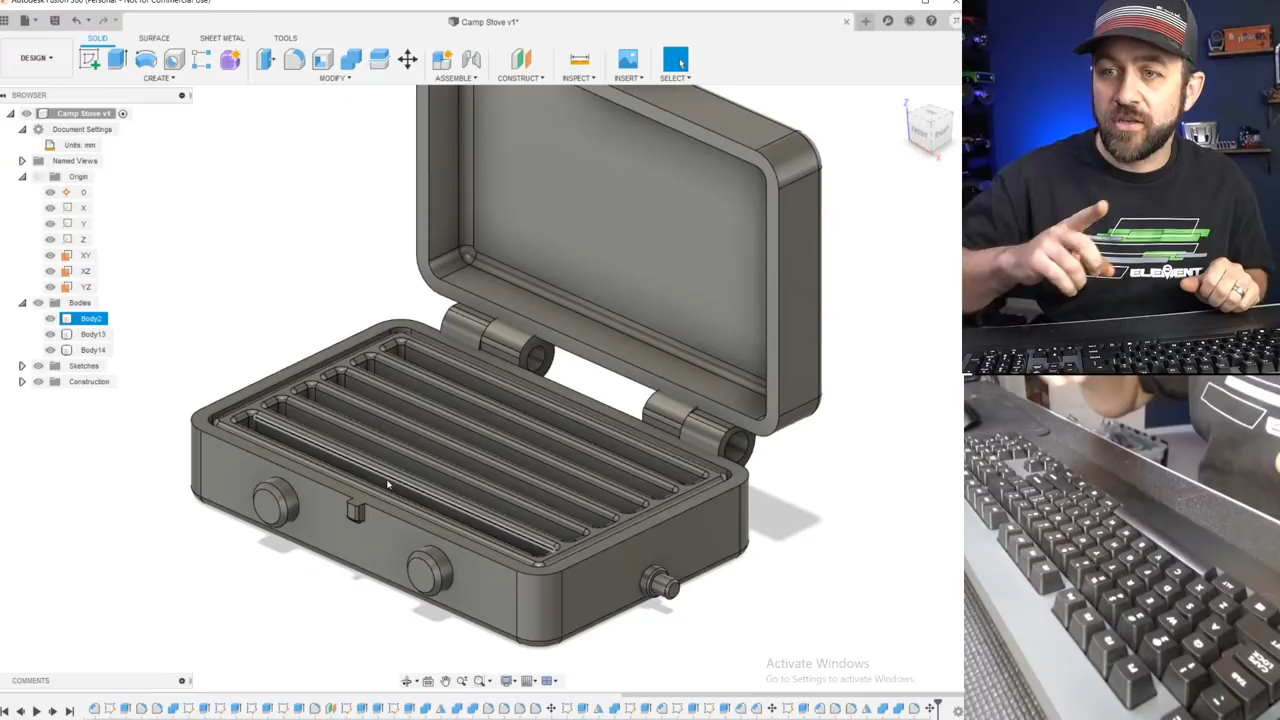 Autodesk Fusion 360 (Personal - Not for Commercial Use)
Camp Stove v1*
SOLID SURFACE SHEET METAL TOOLS
DESIGN
CREATE MODIFY ASSEMBLE CONSTRUCT INSPECT INSERT SELECT
BROWSER
Camp Stove v1
Document Settings
Units: mm
Named Views
Origin
O
X
Y
Z
XY
XZ
YZ
Bodies
Body2
Body13
Body14
Sketches
Construction
Z
FRONT
RIGHT
X
ELEMENT
Activate Windows
Go to Settings to activate Windows.
COMMENTS